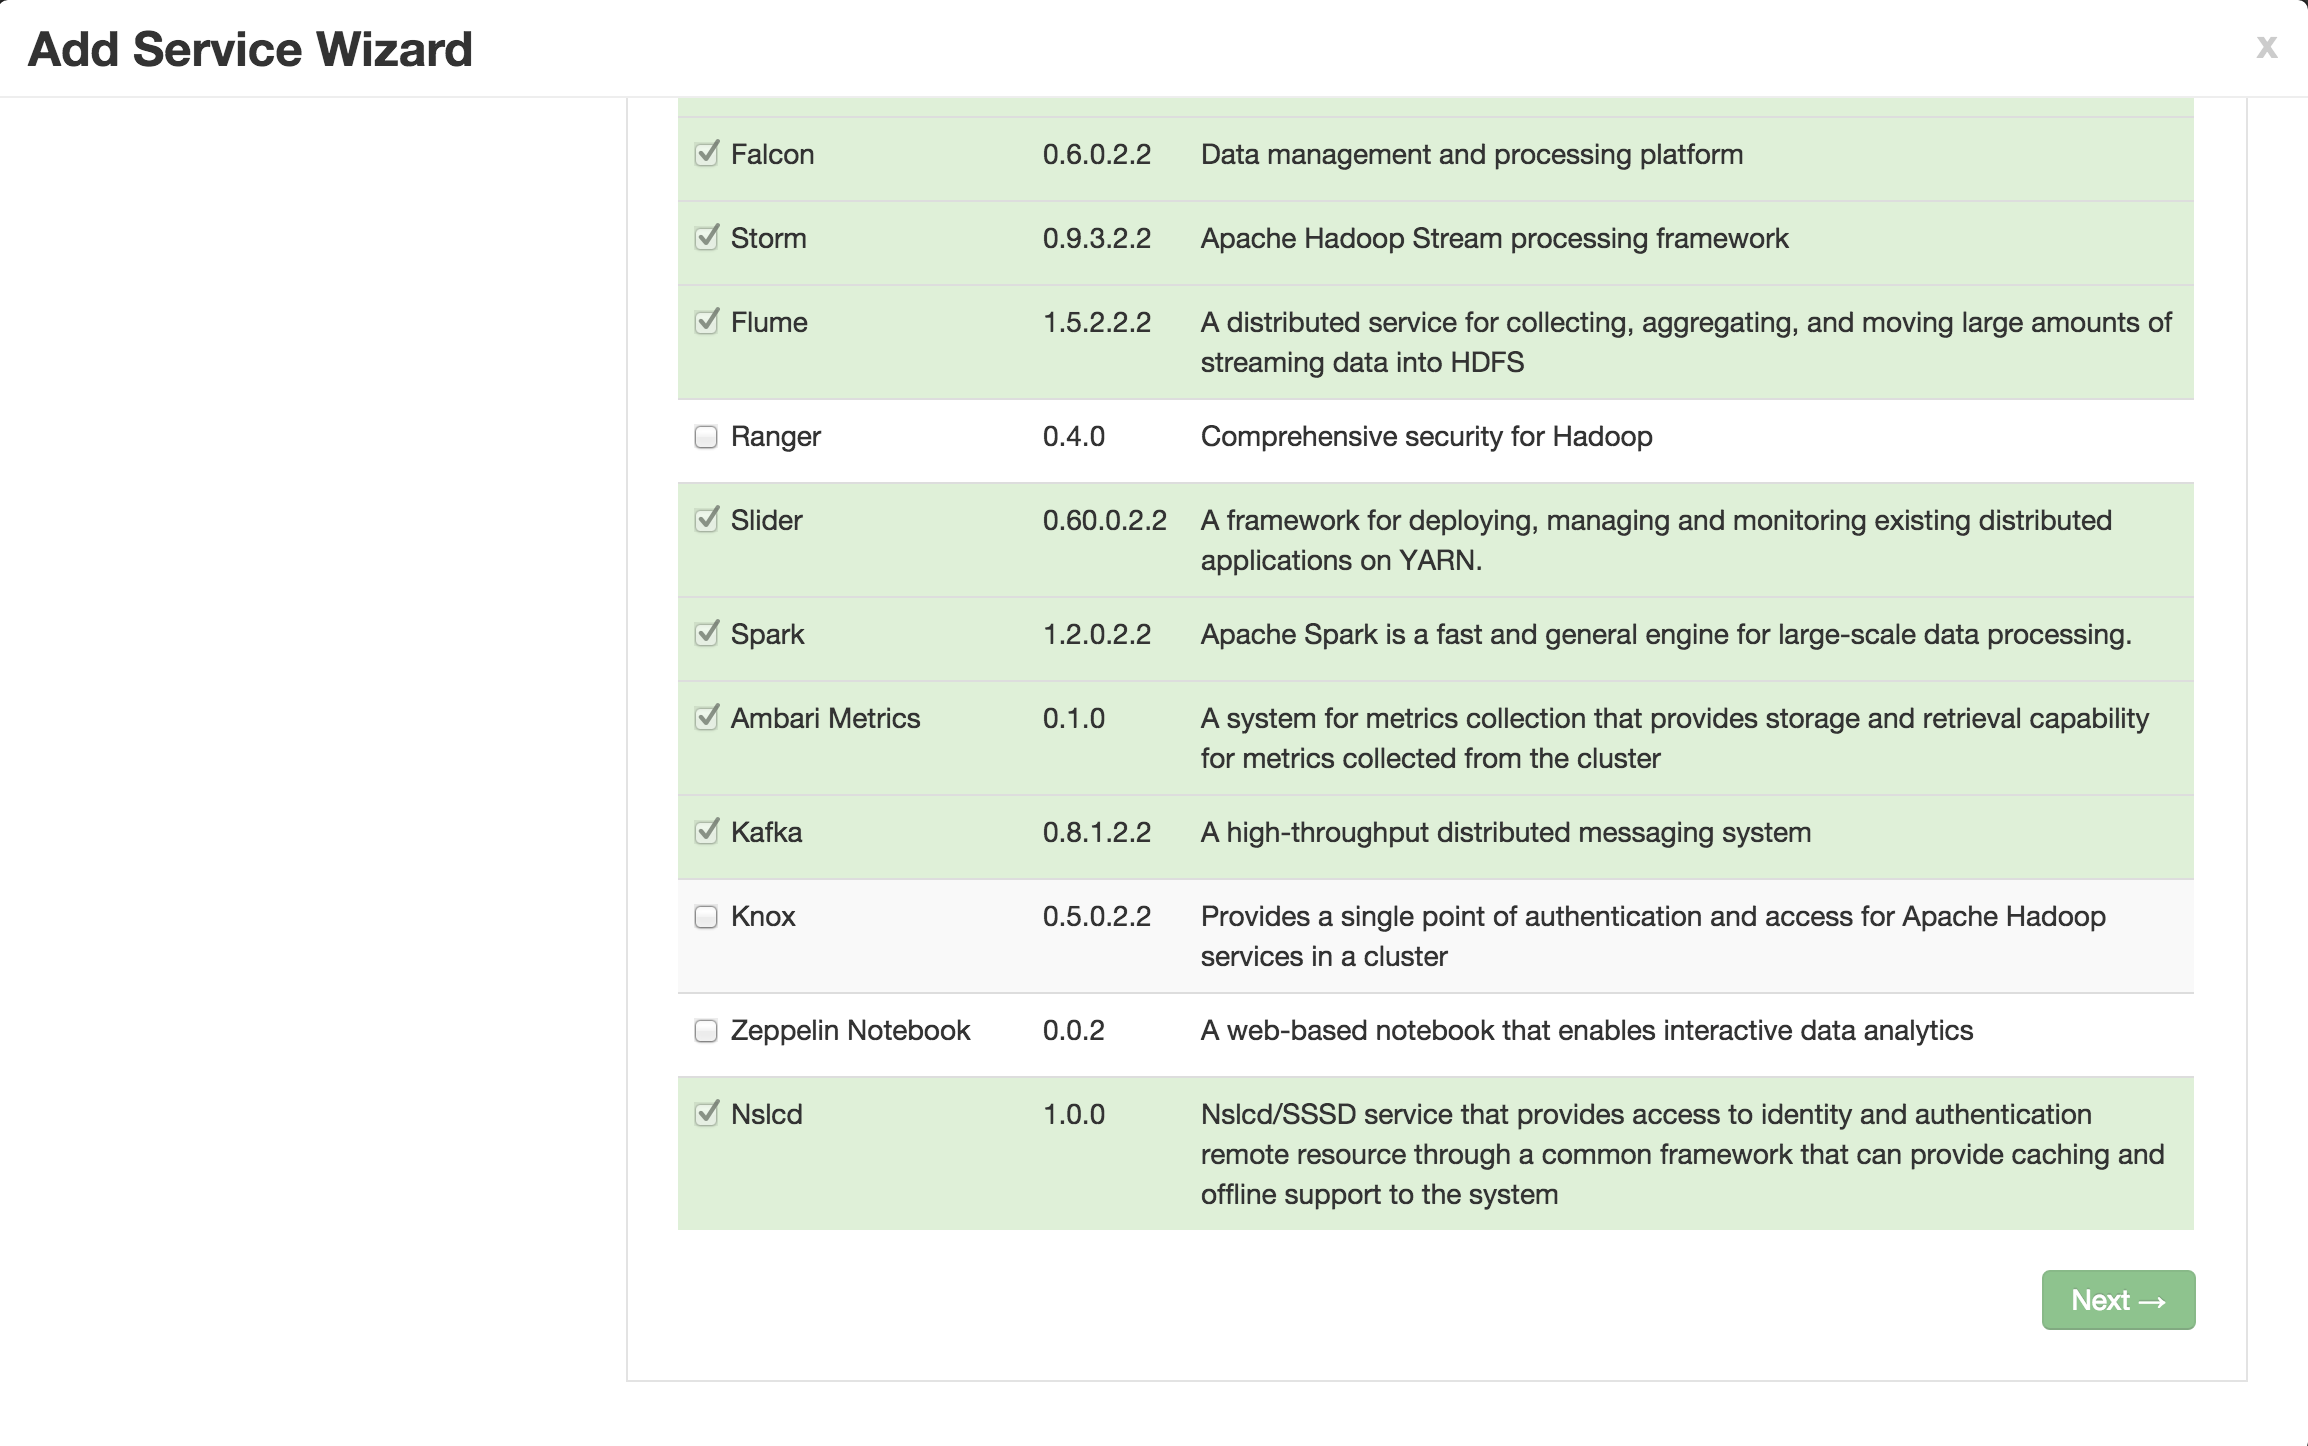 Add Service Wizard
x
Falcon 0.6.0.2.2 Data management and processing platform
Storm 0.9.3.2.2 Apache Hadoop Stream processing framework
Flume 1.5.2.2.2 A distributed service for collecting, aggregating, and moving large amounts of
streaming data into HDFS
Ranger 0.4.0 Comprehensive security for Hadoop
Slider 0.60.0.2.2 A framework for deploying, managing and monitoring existing distributed
applications on YARN.
Spark 1.2.0.2.2 Apache Spark is a fast and general engine for large-scale data processing.
Ambari Metrics 0.1.0 A system for metrics collection that provides storage and retrieval capability
for metrics collected from the cluster
Kafka 0.8.1.2.2 A high-throughput distributed messaging system
Knox 0.5.0.2.2 Provides a single point of authentication and access for Apache Hadoop
services in a cluster
Zeppelin Notebook 0.0.2 A web-based notebook that enables interactive data analytics
Nslcd 1.0.0 Nslcd/SSSD service that provides access to identity and authentication
remote resource through a common framework that can provide caching and
offline support to the system
Next →